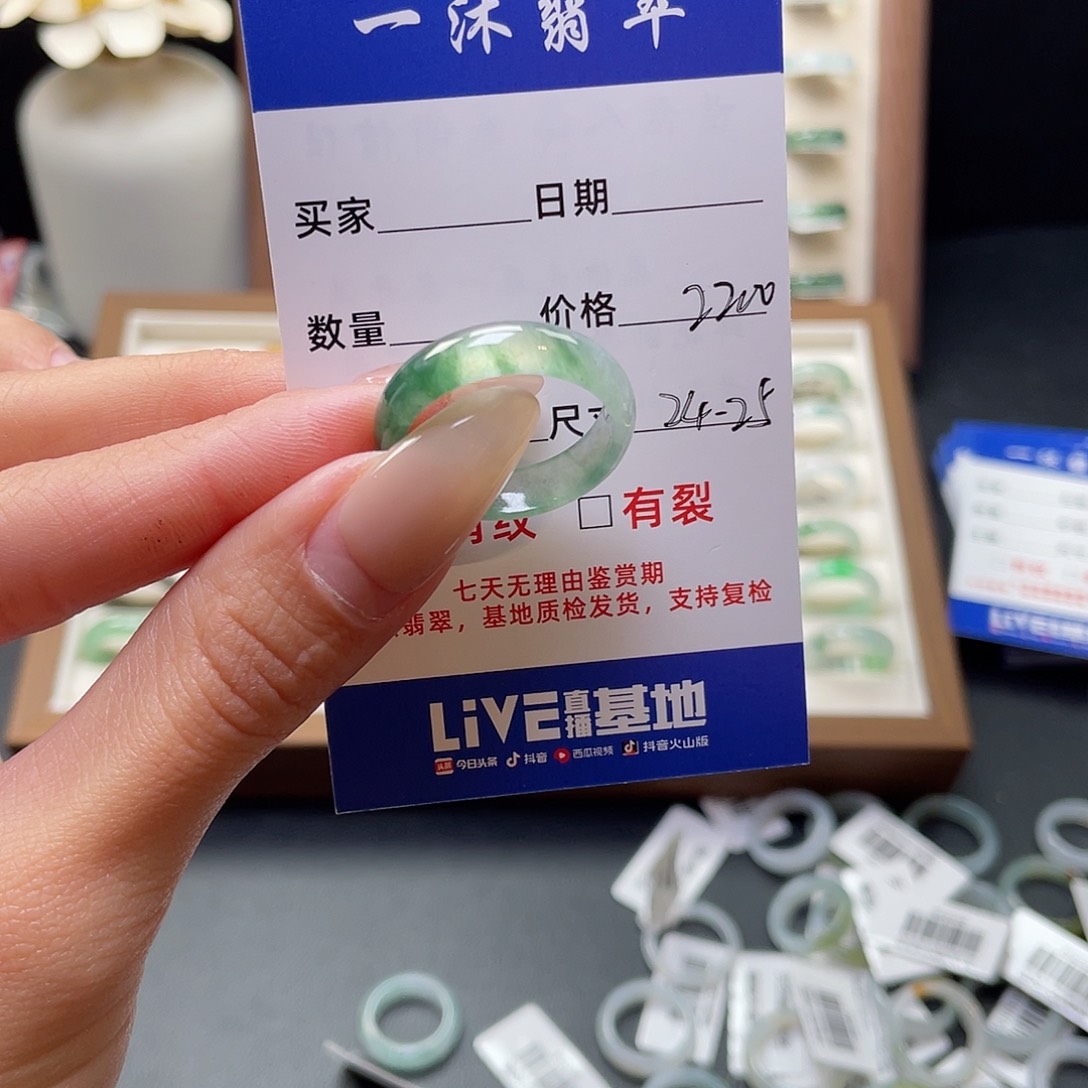 一沐翡翠
买家 日期
数量 价格 2200
尺寸 24-25
有纹 □有裂
七天无理由鉴赏期
翡翠，基地质检发货，支持复检
LiVE直播基地
头条 今日头条 抖音 西瓜视频 抖音火山版